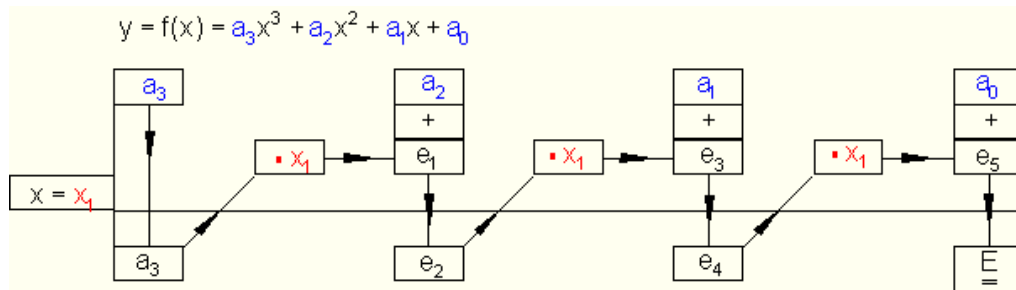 y = f(x) = a₃x³ + a₂x² + a₁x + a₀
a₃ a₂ a₁ a₀
+ + +
· x₁ e₁ · x₁ e₃ · x₁ e₅
x = x₁
a₃ e₂ e₄ E
=